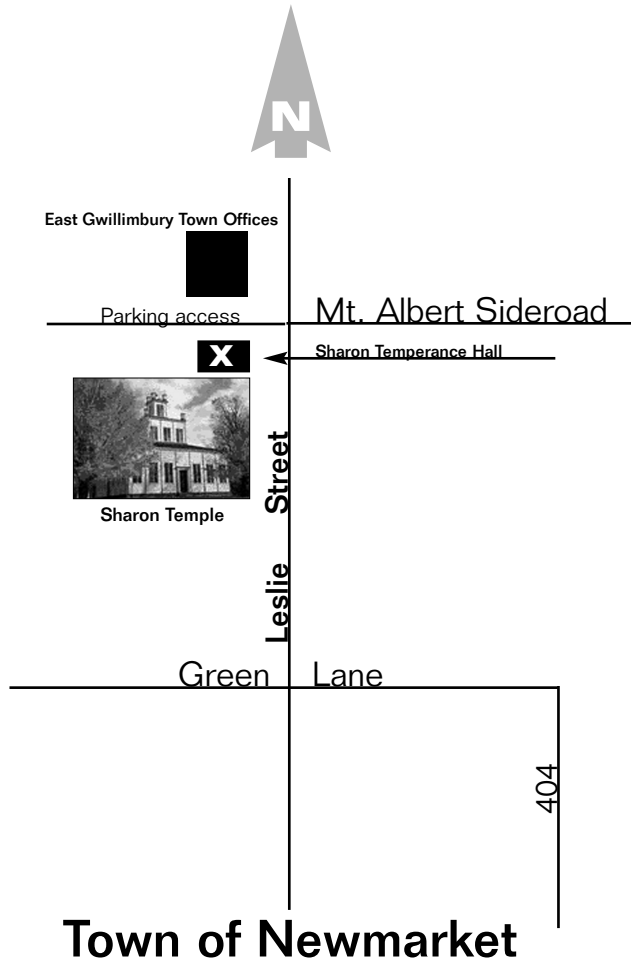 N
East Gwillimbury Town Offices
Parking access
Mt. Albert Sideroad
X
Sharon Temperance Hall
Sharon Temple
Leslie Street
Green Lane
404
Town of Newmarket